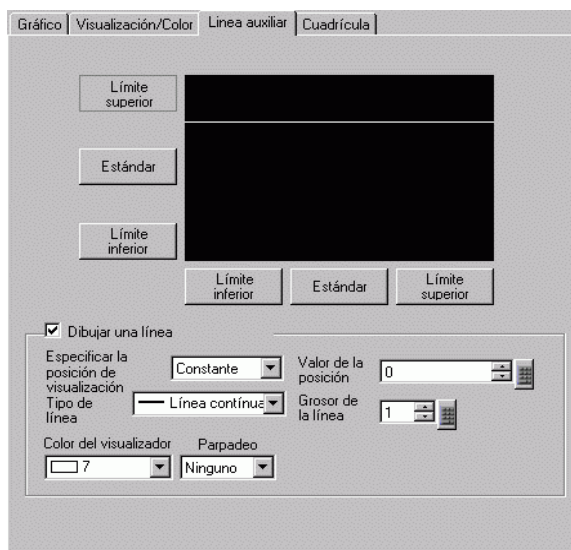 Gráfico Visualización/Color Linea auxiliar Cuadrícula
Límite
superior
Estándar
Límite
inferior
Límite
inferior
Estándar
Límite
superior
Dibujar una línea
Especificar la
posición de
visualización
Constante
Valor de la
posición
0
Tipo de
línea
Línea contínua
Grosor de
la línea
1
Color del visualizador
7
Parpadeo
Ninguno